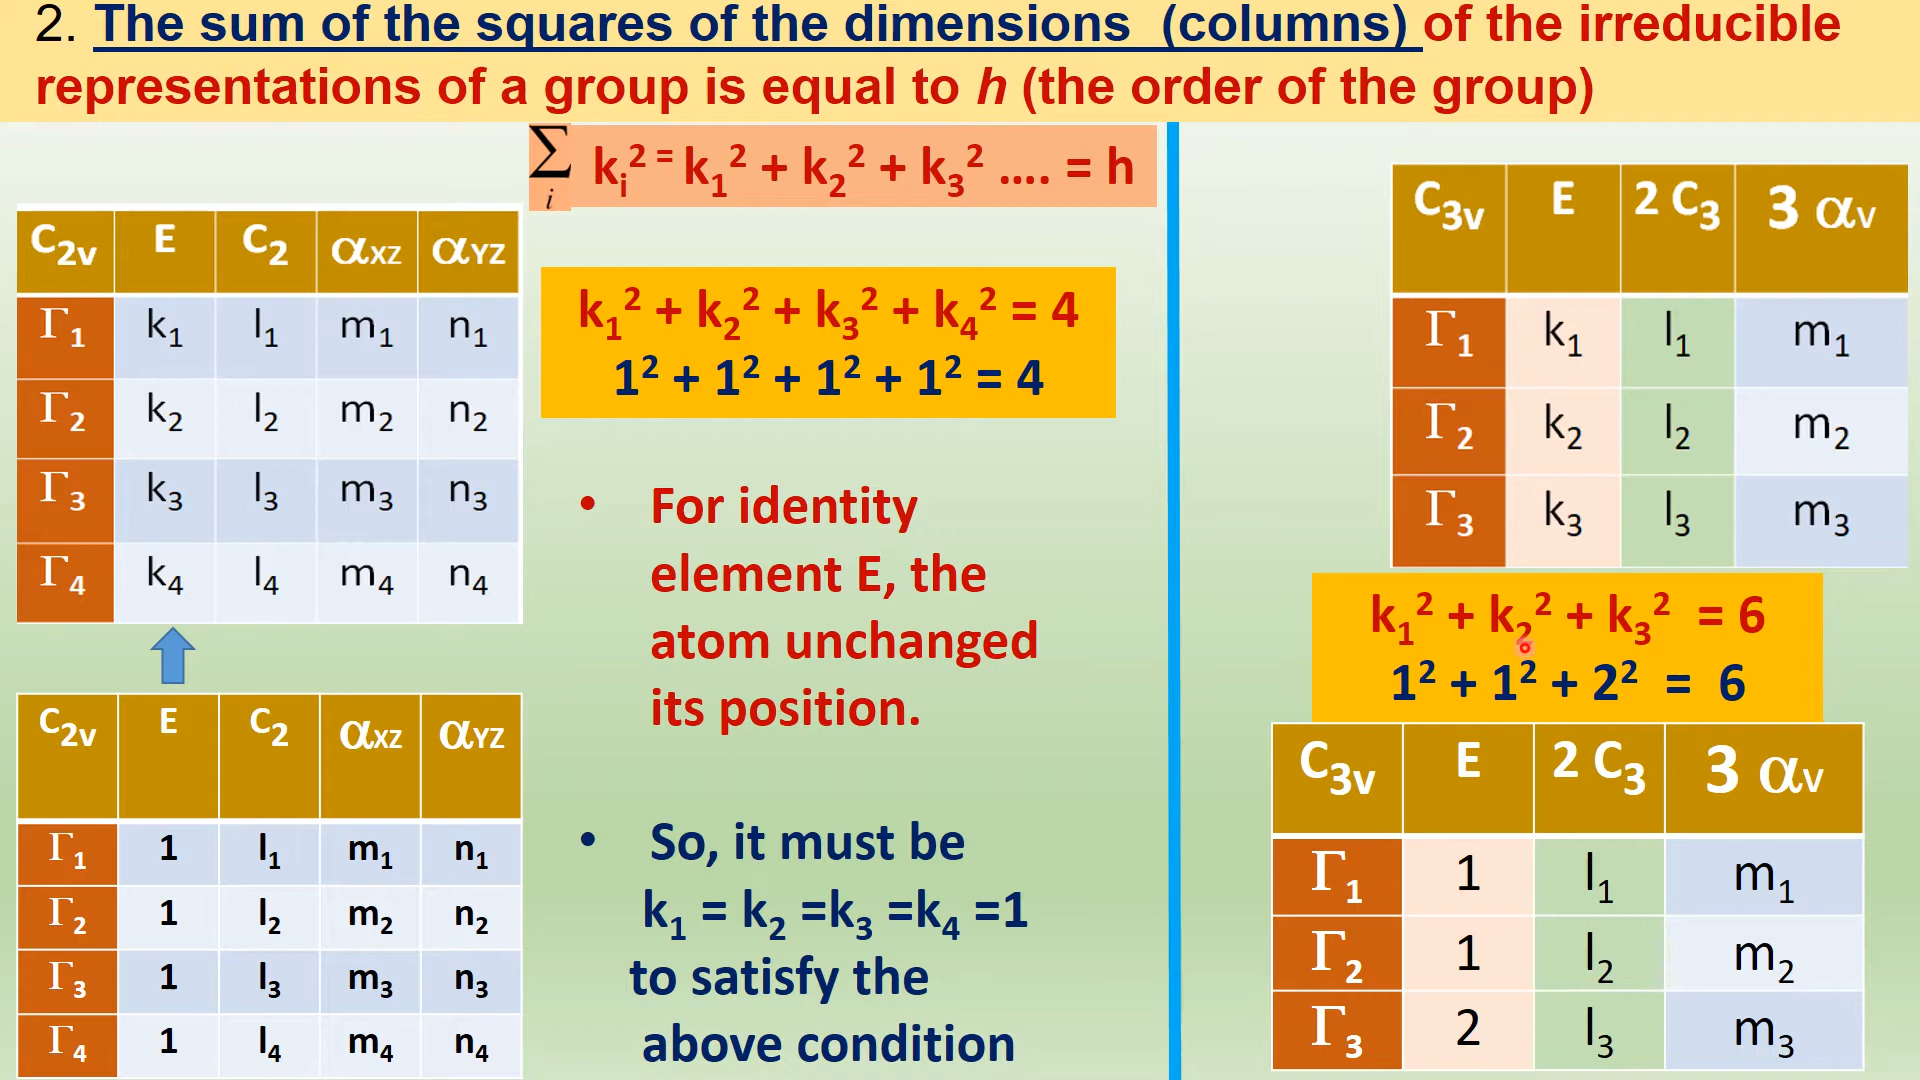 2. The sum of the squares of the dimensions (columns) of the irreducible
representations of a group is equal to h (the order of the group)
∑ i kᵢ² = k₁² + k₂² + k₃² .... = h
C₂ᵥ E C₂ αXZ αYZ
Γ₁ k₁ l₁ m₁ n₁
Γ₂ k₂ l₂ m₂ n₂
Γ₃ k₃ l₃ m₃ n₃
Γ₄ k₄ l₄ m₄ n₄
C₂ᵥ E C₂ αXZ αYZ
Γ₁ 1 l₁ m₁ n₁
Γ₂ 1 l₂ m₂ n₂
Γ₃ 1 l₃ m₃ n₃
Γ₄ 1 l₄ m₄ n₄
k₁² + k₂² + k₃² + k₄² = 4
1² + 1² + 1² + 1² = 4
• For identity
element E, the
atom unchanged
its position.
• So, it must be
k₁ = k₂ =k₃ =k₄ =1
to satisfy the
above condition
C₃ᵥ E 2 C₃ 3 αV
Γ₁ k₁ l₁ m₁
Γ₂ k₂ l₂ m₂
Γ₃ k₃ l₃ m₃
k₁² + k₂² + k₃² = 6
1² + 1² + 2² = 6
C₃ᵥ E 2 C₃ 3 αV
Γ₁ 1 l₁ m₁
Γ₂ 1 l₂ m₂
Γ₃ 2 l₃ m₃